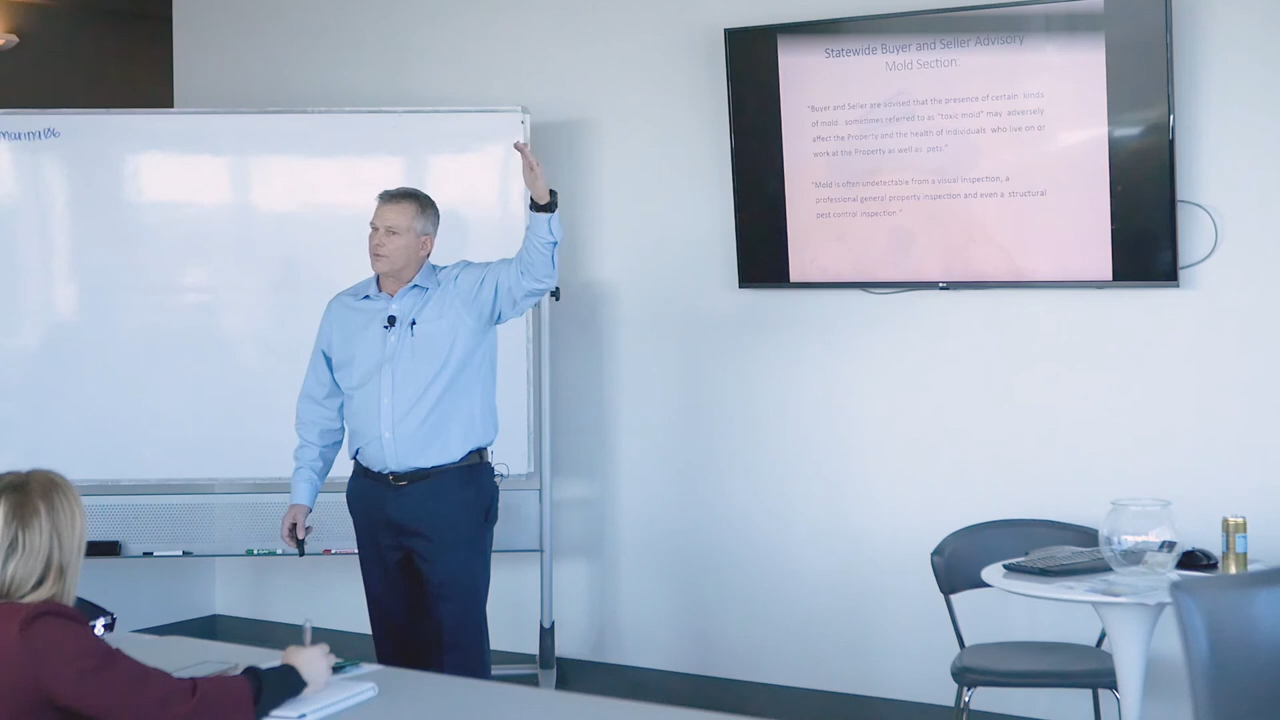 Statewide Buyer and Seller Advisory
Mold Section:
"Buyer and Seller are advised that the presence of certain kinds
of mold sometimes referred to as "toxic mold" may adversely
affect the Property and the health of individuals who live on or
work at the Property as well as pets."
"Mold is often undetectable from a visual inspection, a
professional general property inspection and even a structural
pest control inspection."
LG